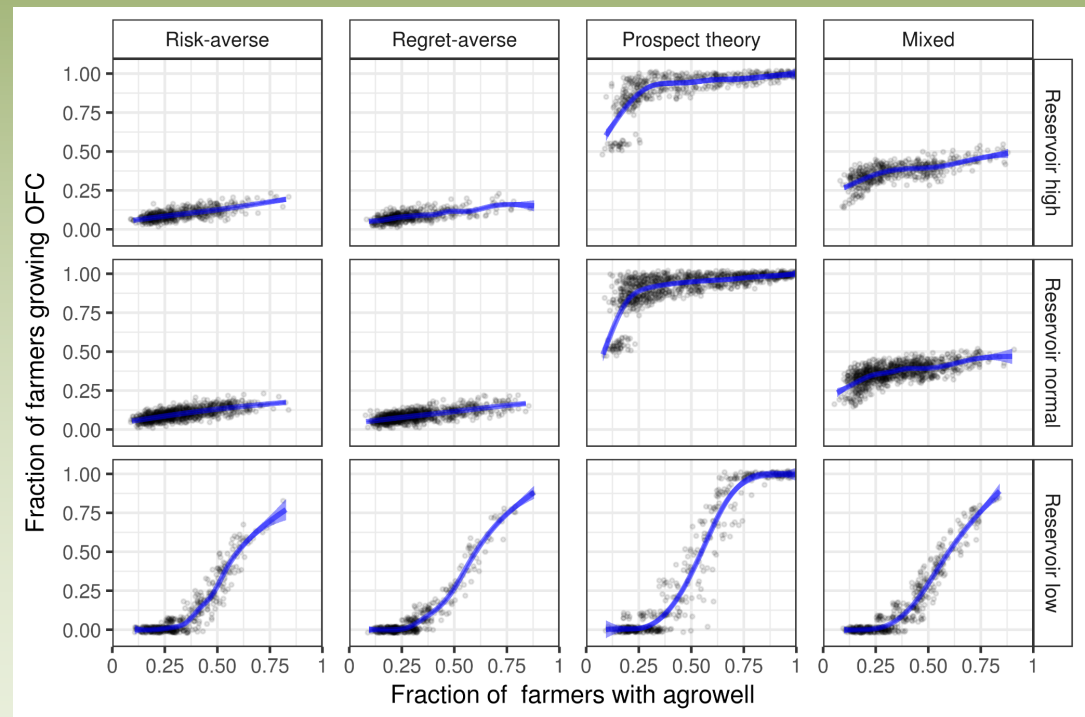 Risk-averse
Regret-averse
Prospect theory
Mixed
Fraction of farmers growing OFC
1.00
0.75
0.50
0.25
0.00
Reservoir high
1.00
0.75
0.50
0.25
0.00
Reservoir normal
1.00
0.75
0.50
0.25
0.00
Reservoir low
0 0.25 0.50 0.75 1
0 0.25 0.50 0.75 1
0 0.25 0.50 0.75 1
0 0.25 0.50 0.75 1
Fraction of  farmers with agrowell